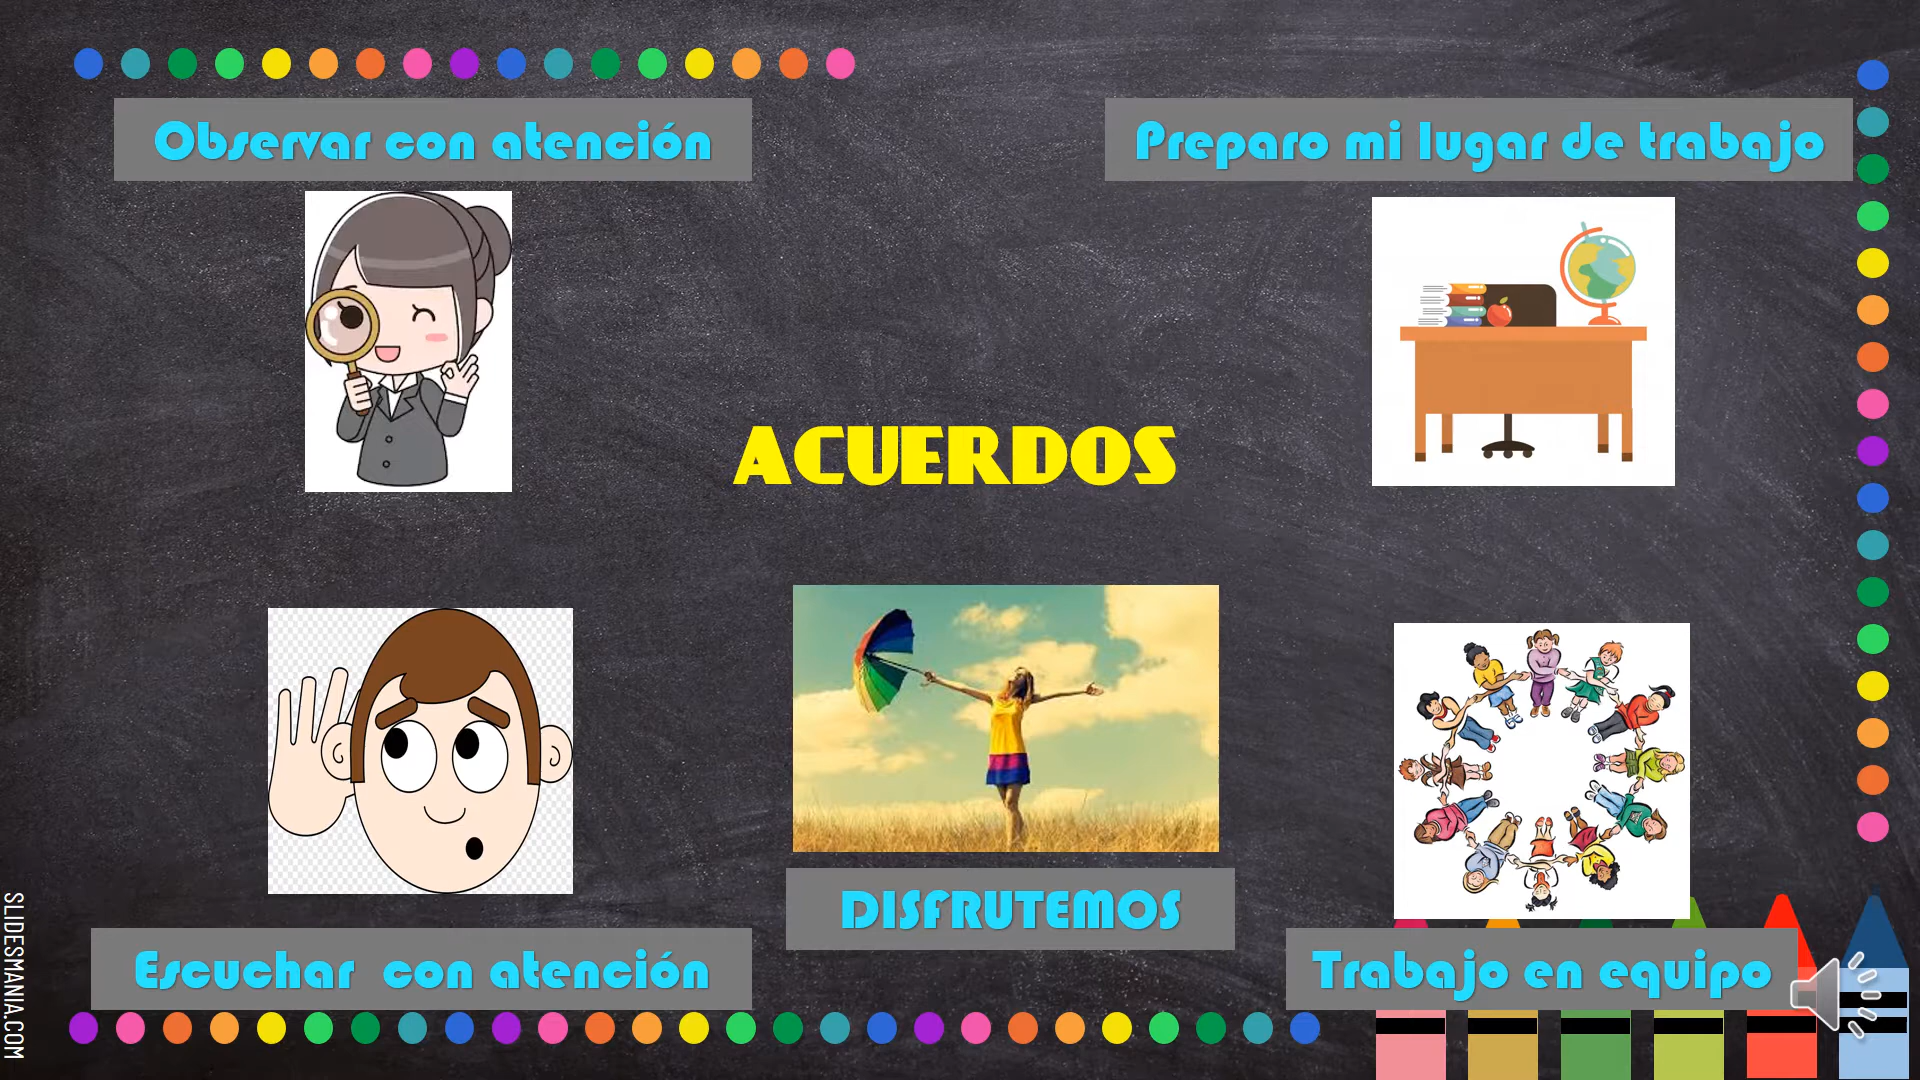 Observar con atención
Preparo mi lugar de trabajo
ACUERDOS
DISFRUTEMOS
Escuchar con atención
Trabajo en equipo
SLIDESMANIA.COM